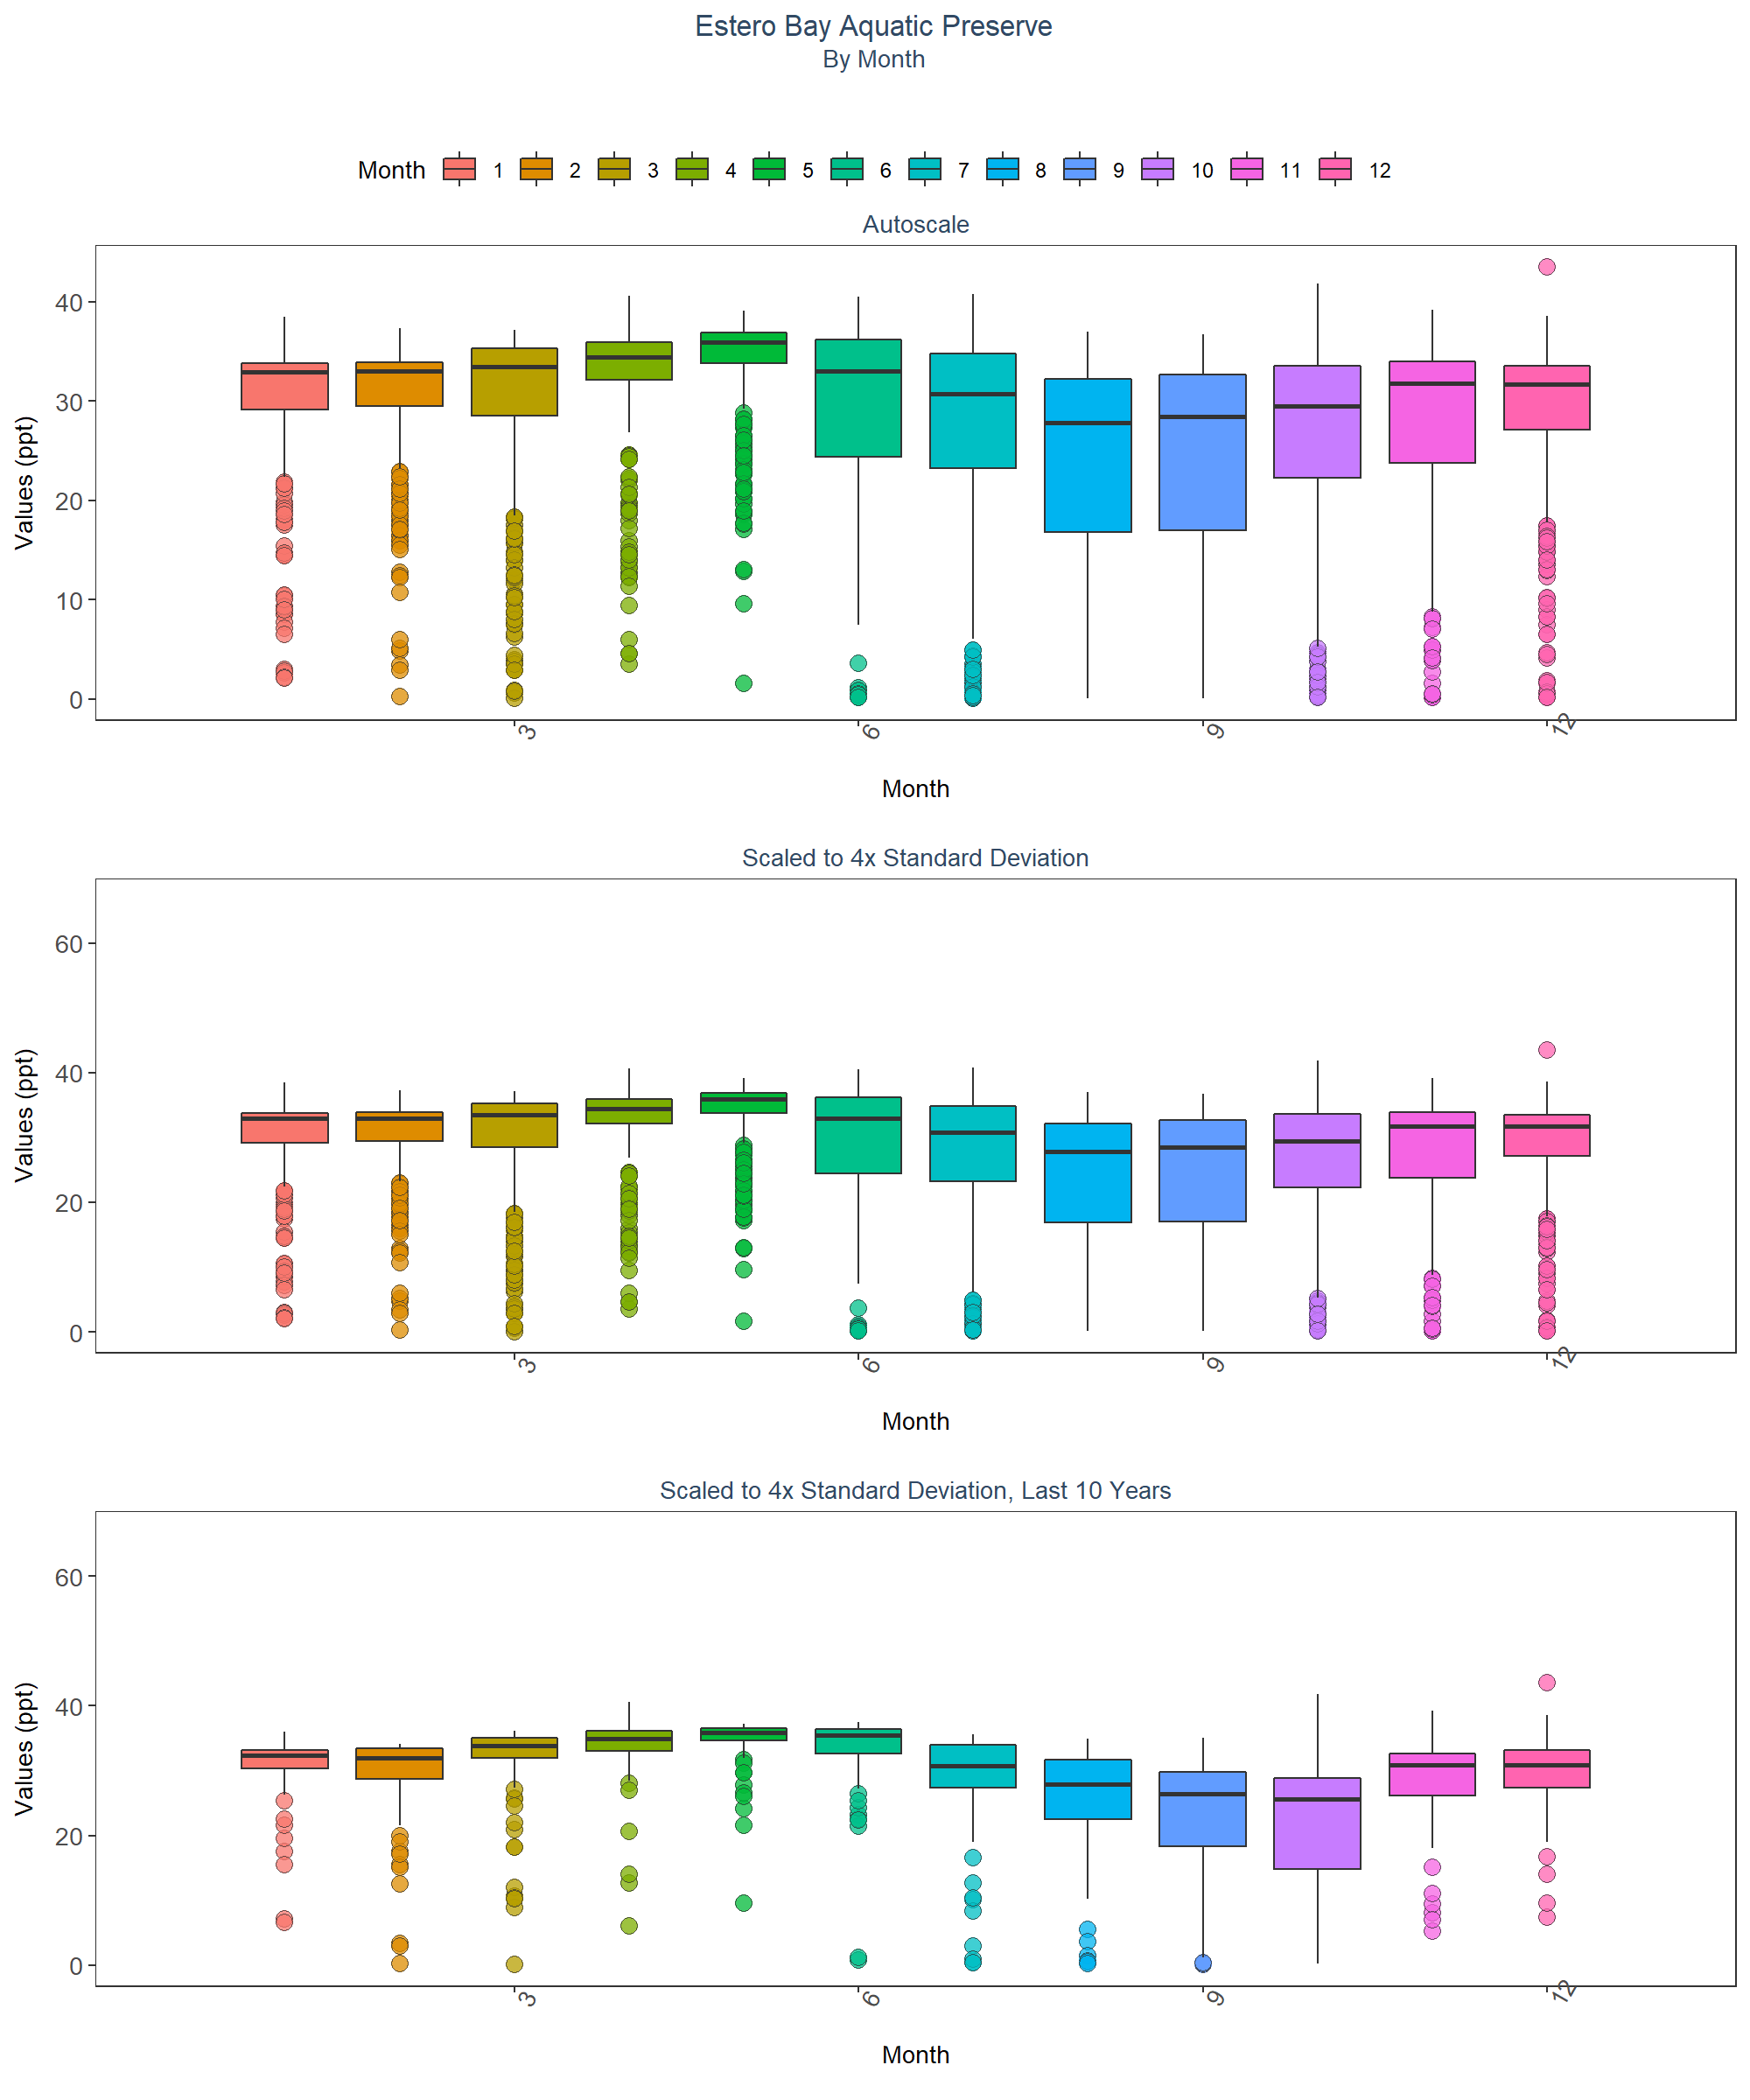 Estero Bay Aquatic Preserve
By Month
Month 1 2 3 4 5 6 7 8 9 10 11 12
Autoscale
Values (ppt)
40
30
20
10
0
3 6 9 12
Month
Scaled to 4x Standard Deviation
Values (ppt)
60
40
20
0
3 6 9 12
Month
Scaled to 4x Standard Deviation, Last 10 Years
Values (ppt)
60
40
20
0
3 6 9 12
Month